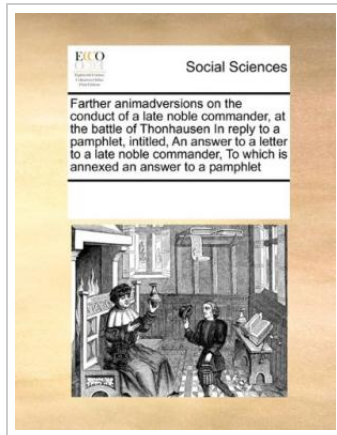 ECCO
Social Sciences
Farther animadversions on the
conduct of a late noble commander, at
the battle of Thonhausen In reply to a
pamphlet, intitled, An answer to a letter
to a late noble commander, To which is
annexed an answer to a pamphlet